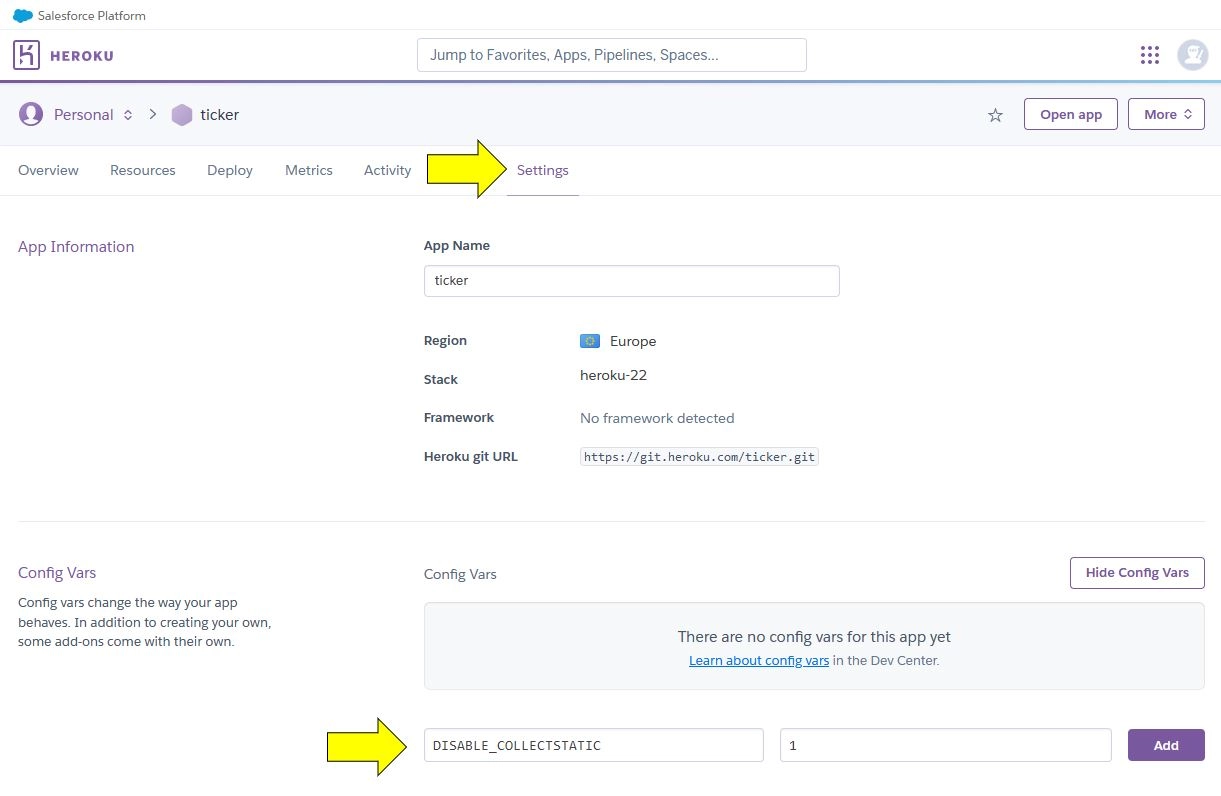 Salesforce Platform
HEROKU
Jump to Favorites, Apps, Pipelines, Spaces...
Personal
ticker
Open app
More
Overview
Resources
Deploy
Metrics
Activity
Settings
App Information
App Name
ticker
Region
Europe
Stack
heroku-22
Framework
No framework detected
Heroku git URL
https://git.heroku.com/ticker.git
Config Vars
Config vars change the way your app
behaves. In addition to creating your own,
some add-ons come with their own.
Config Vars
Hide Config Vars
There are no config vars for this app yet
Learn about config vars in the Dev Center.
DISABLE_COLLECTSTATIC
1
Add